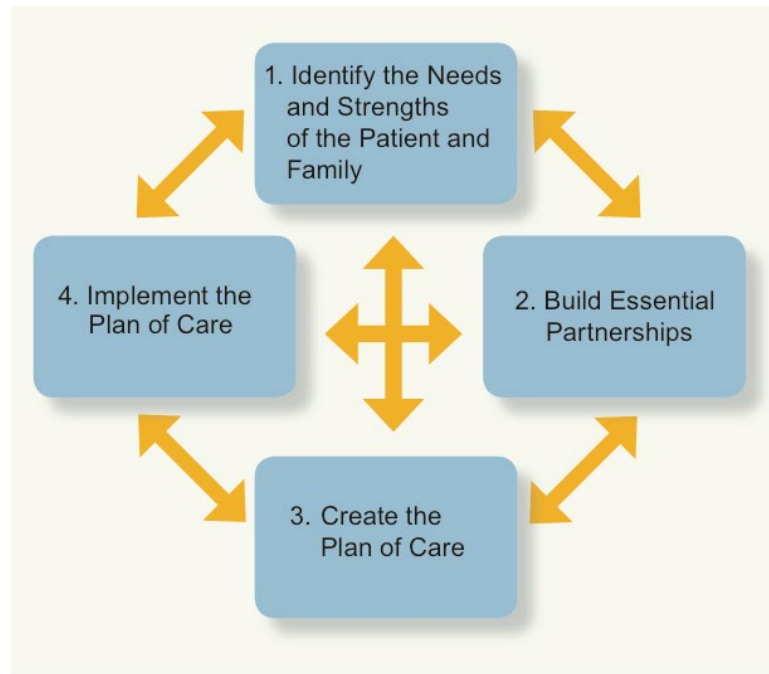 1. Identify the Needs
and Strengths
of the Patient and
Family
4. Implement the
Plan of Care
2. Build Essential
Partnerships
3. Create the
Plan of Care